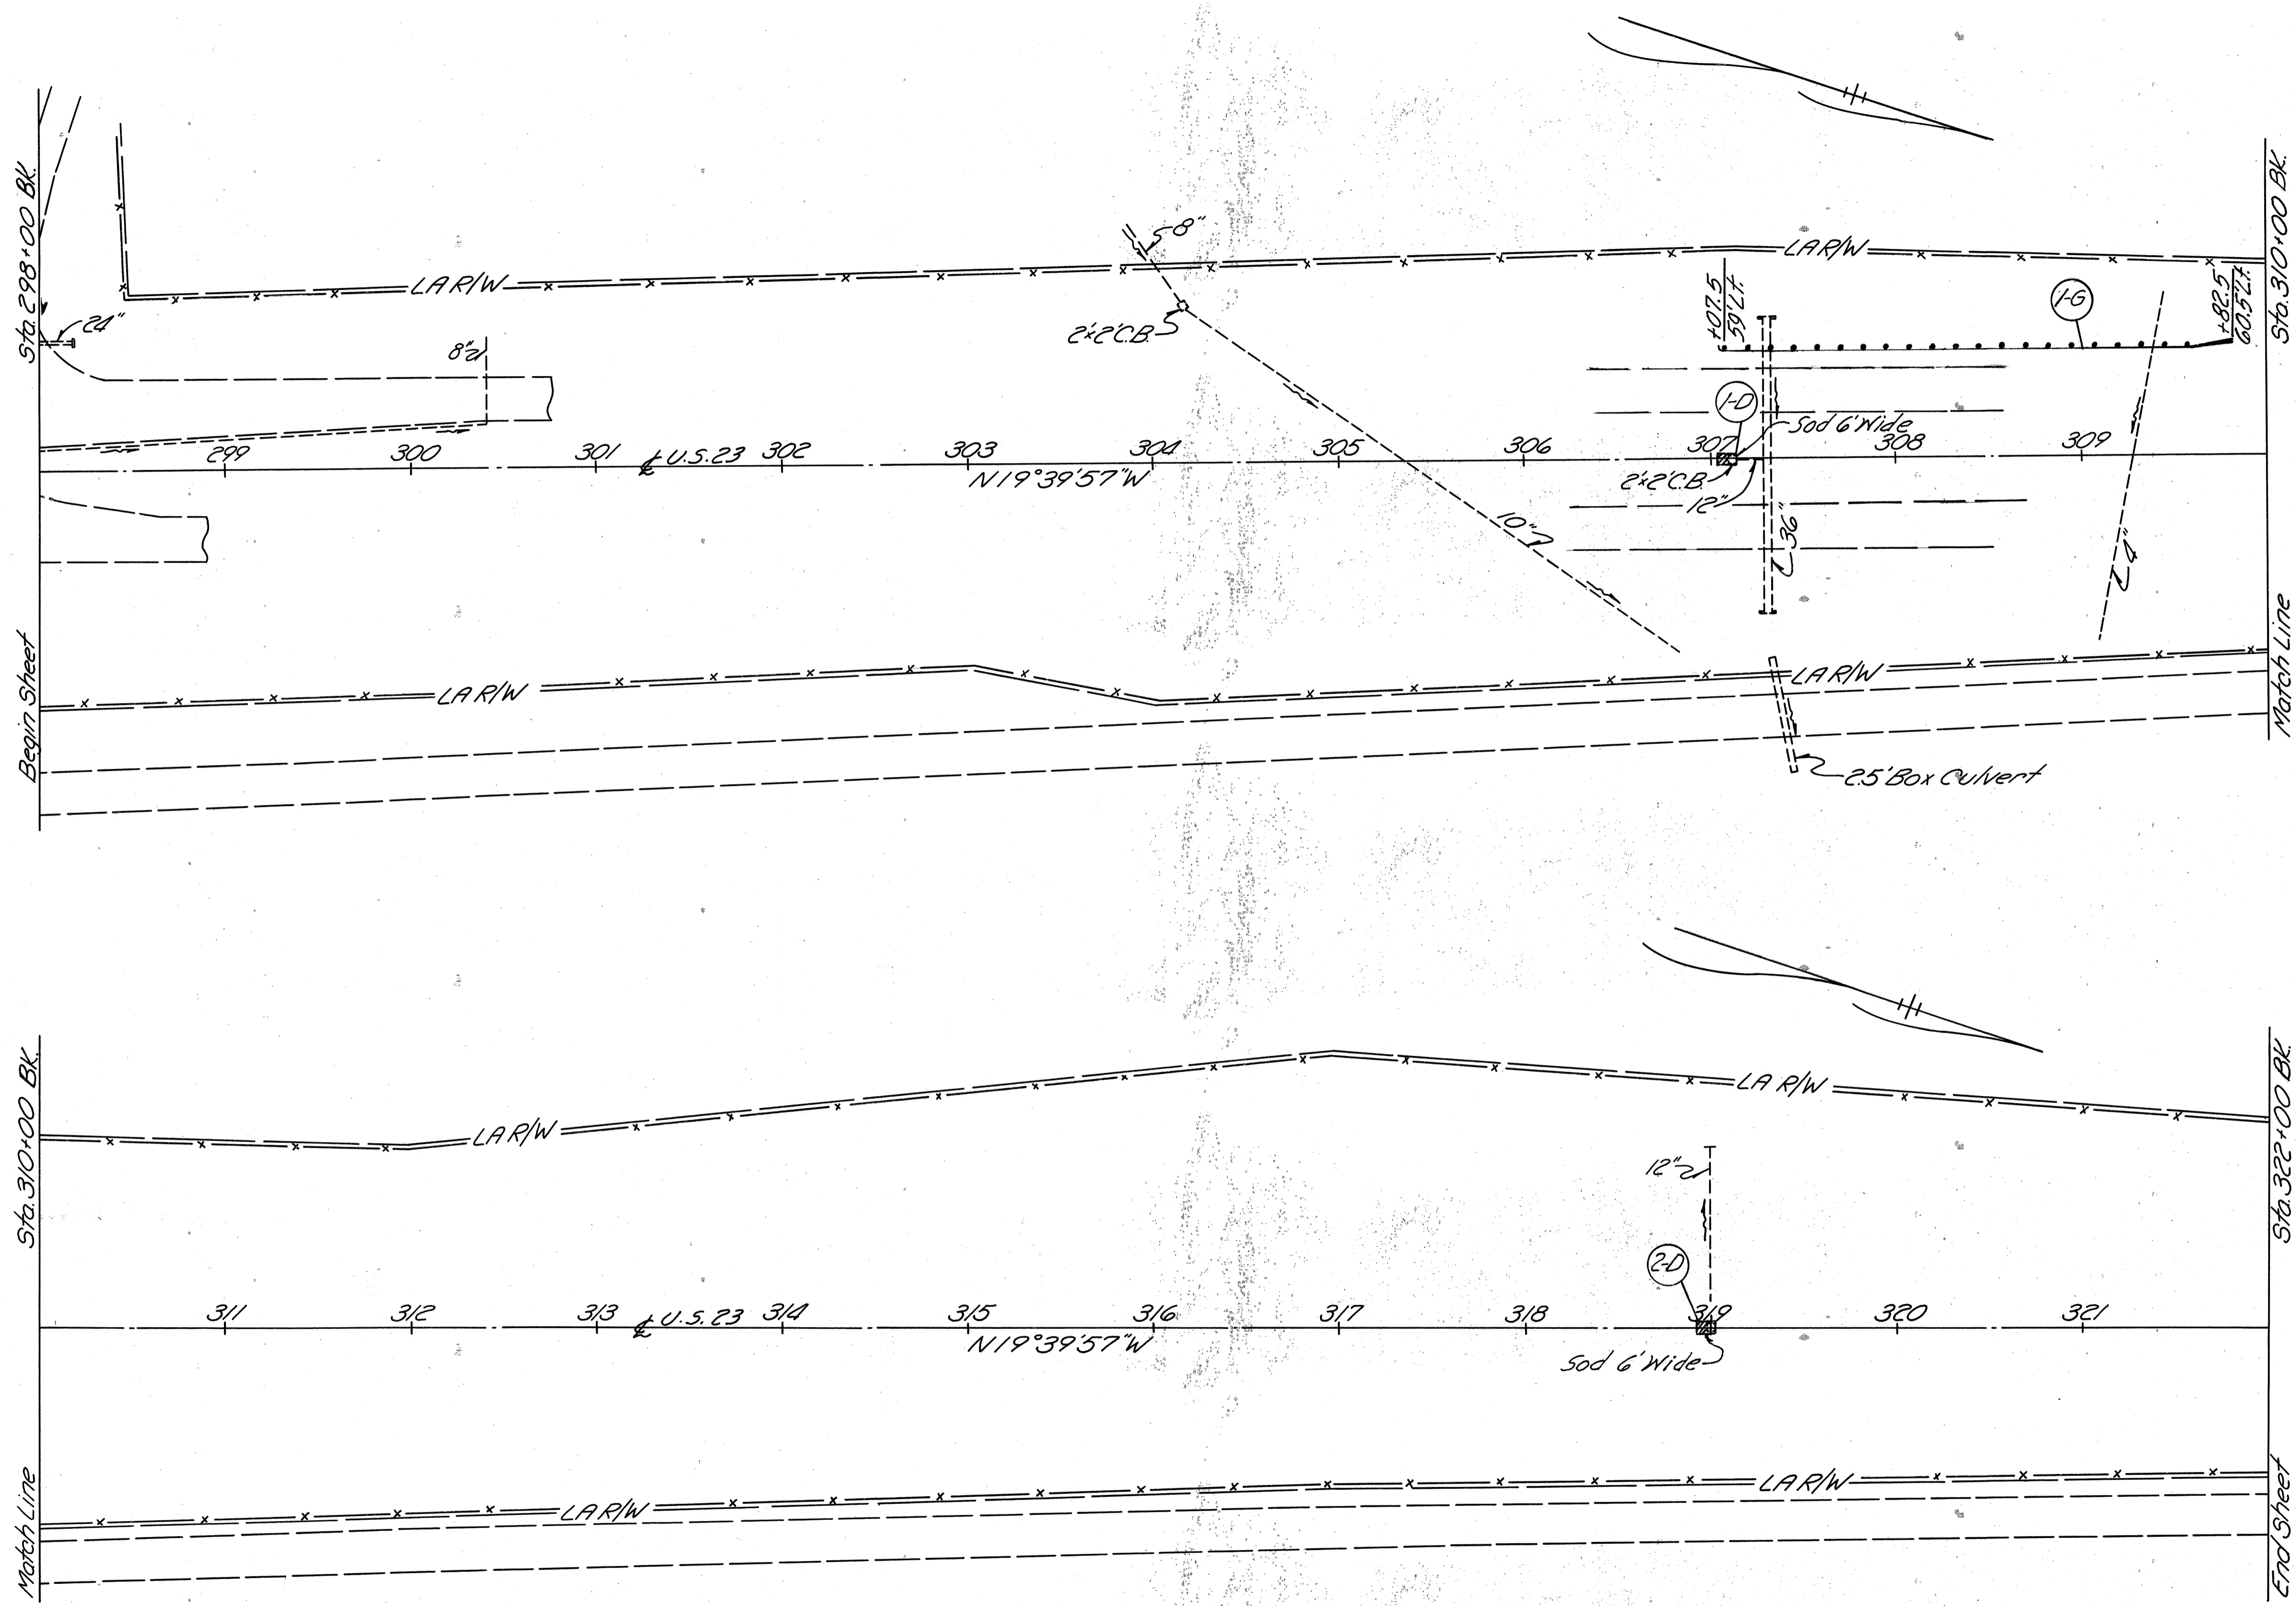 Sta. 298+00 BK.
Begin Sheet
24"
8"
LA R/W
8"
2'x2'C.B.
LA R/W
+07.5
59'Lt.
1-G
+82.5
60.5'Lt.
Sta. 310+00 BK.
Match Line
1-D
Sod 6' Wide
299
300
301
℄ U.S. 23
302
303
304
305
306
307
308
309
N19°39'57"W
2'x2'C.B.
12"
10"
36"
4"
LA R/W
LA R/W
2.5' Box Culvert
Sta. 310+00 BK.
Match Line
LA R/W
LA R/W
12"
2-D
311
312
313
℄ U.S. 23
314
315
316
317
318
319
320
321
N19°39'57"W
Sod 6' Wide
LA R/W
LA R/W
Sta. 322+00 BK.
End Sheet